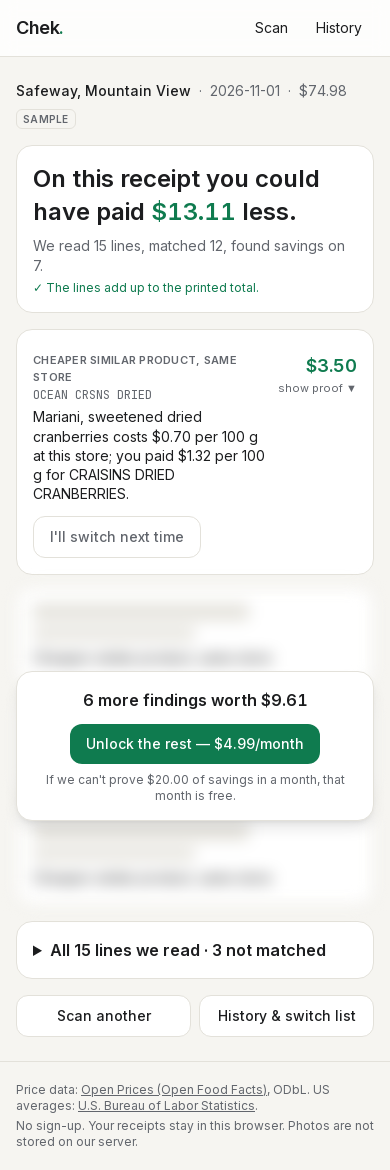 Chek.
Scan
History
Safeway, Mountain View · 2026-11-01 · $74.98
SAMPLE
On this receipt you could
have paid $13.11 less.
We read 15 lines, matched 12, found savings on
7.
✓ The lines add up to the printed total.
CHEAPER SIMILAR PRODUCT, SAME
STORE
$3.50
show proof ▼
OCEAN CRSNS DRIED
Mariani, sweetened dried
cranberries costs $0.70 per 100 g
at this store; you paid $1.32 per 100
g for CRAISINS DRIED
CRANBERRIES.
I'll switch next time
6 more findings worth $9.61
Unlock the rest — $4.99/month
If we can't prove $20.00 of savings in a month, that
month is free.
▶ All 15 lines we read · 3 not matched
Scan another
History & switch list
Price data: Open Prices (Open Food Facts), ODbL. US
averages: U.S. Bureau of Labor Statistics.
No sign-up. Your receipts stay in this browser. Photos are not
stored on our server.